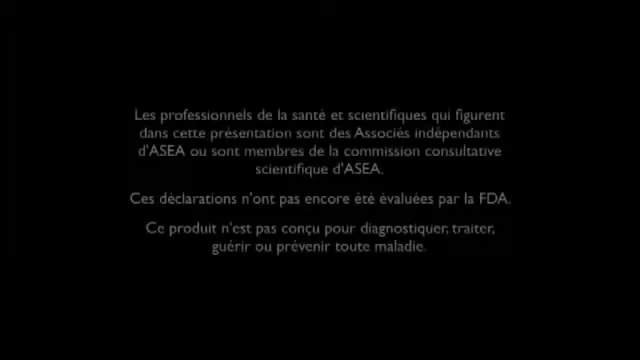 Les professionnels de la santé et scientifiques qui figurent
dans cette présentation sont des Associés indépendants
d'ASEA ou sont membres de la commission consultative
scientifique d'ASEA.
Ces déclarations n'ont pas encore été évaluées par la FDA.
Ce produit n'est pas conçu pour diagnostiquer, traiter,
guérir ou prévenir toute maladie.